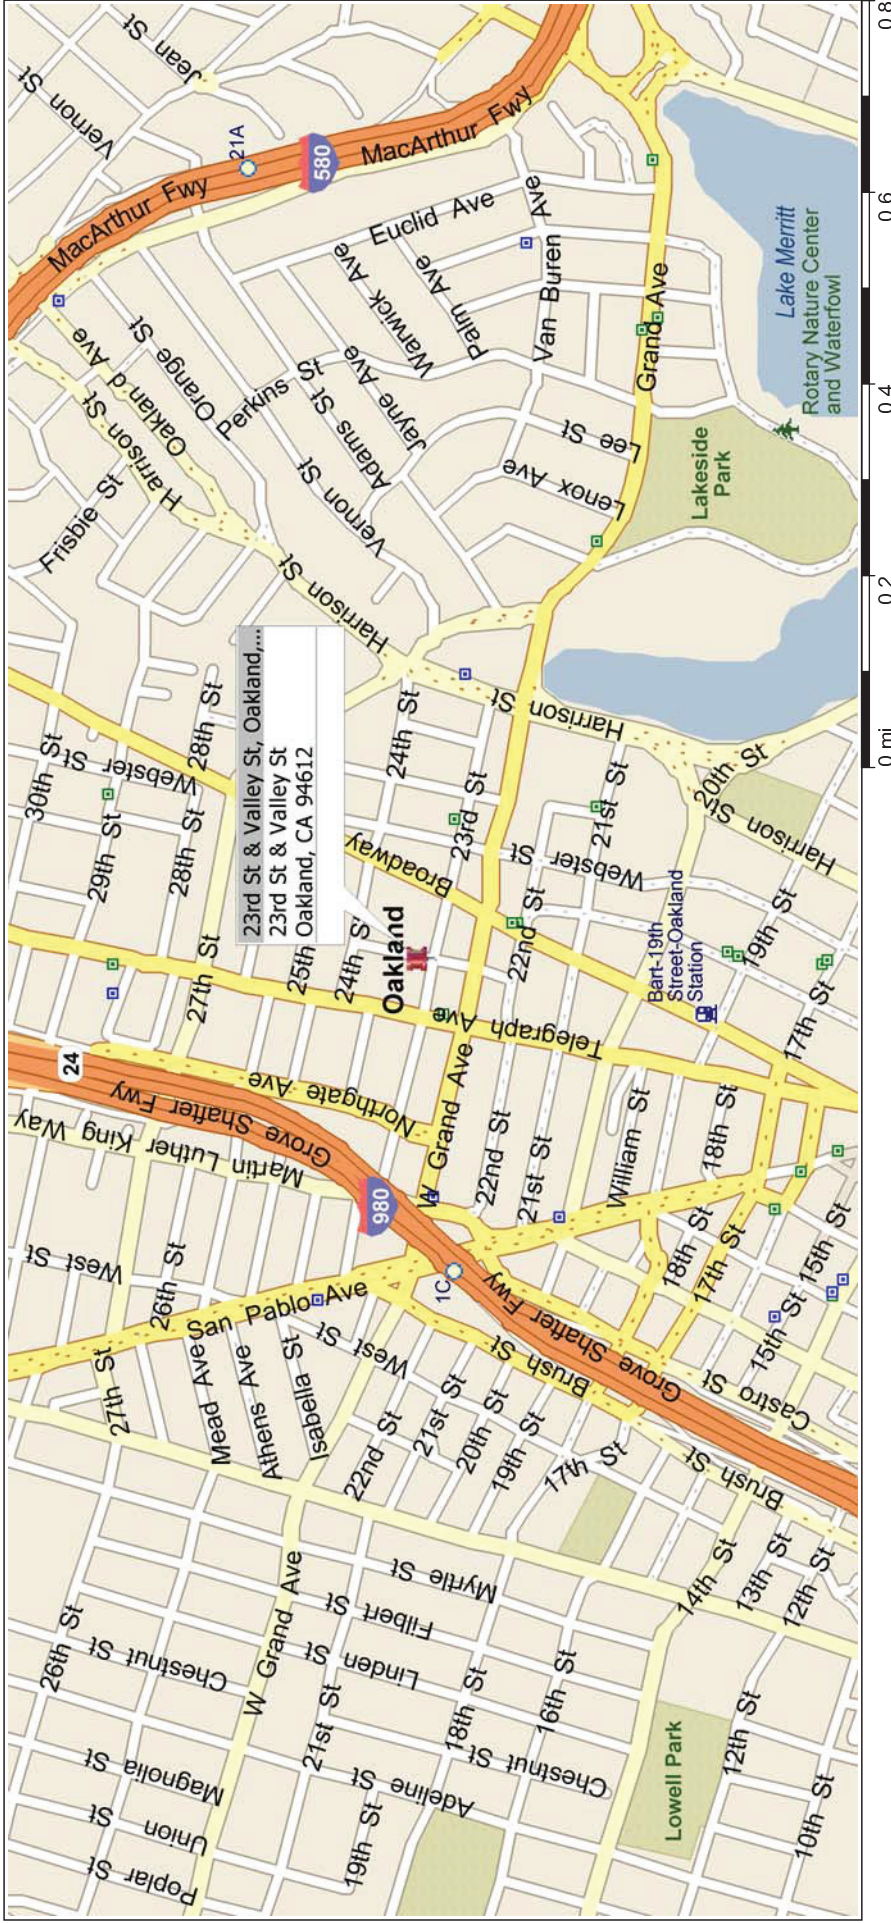 Vernon St
Jean St
MacArthur Fwy
21A
580
MacArthur Fwy
Euclid Ave
Warwick Ave
Palm Ave
Van Buren Ave
Grand Ave
Lake Merritt
Rotary Nature Center
and Waterfowl
Harrison St
Oakland Ave
Orange St
Perkins St
Adams St
Jayne Ave
Vernon St
Lee St
Lenox Ave
Lakeside
Park
Frisbie St
Harrison St
23rd St & Valley St, Oakland,...
23rd St & Valley St
Oakland, CA 94612
30th St
Webster St
29th St
28th St
28th St
27th St
25th
24th S
24th St
Broadway
Oakland
23rd St
Harrison St
22nd St
21st St
Webster St
20th St
Harrison St
Bart-19th
Street-Oakland
Station
19th St
17th St
24
Grove Shafter Fwy
Northgate Ave
Telegraph Ave
Martin Luther King Way
W Grand Ave
980
22nd St
21st St
William St
18th St
West St
26th St
San Pablo Ave
1C
Grove Shafter Fwy
18th St
17th St
15th St
15th St
Castro St
27th St
Mead Ave
Athens Ave
Isabella St
West St
Brush St
22nd St
21st St
20th St
19th St
17th St
Brush St
26th St
W Grand Ave
Myrtle St
Filbert St
Linden St
Chestnut St
14th St
13th St
12th St
Magnolia St
Union St
Poplar St
21st St
18th St
16th St
19th St
Adeline St
Chestnut St
Lowell Park
12th St
10th St
0 mi
0.2
0.4
0.6
0.8